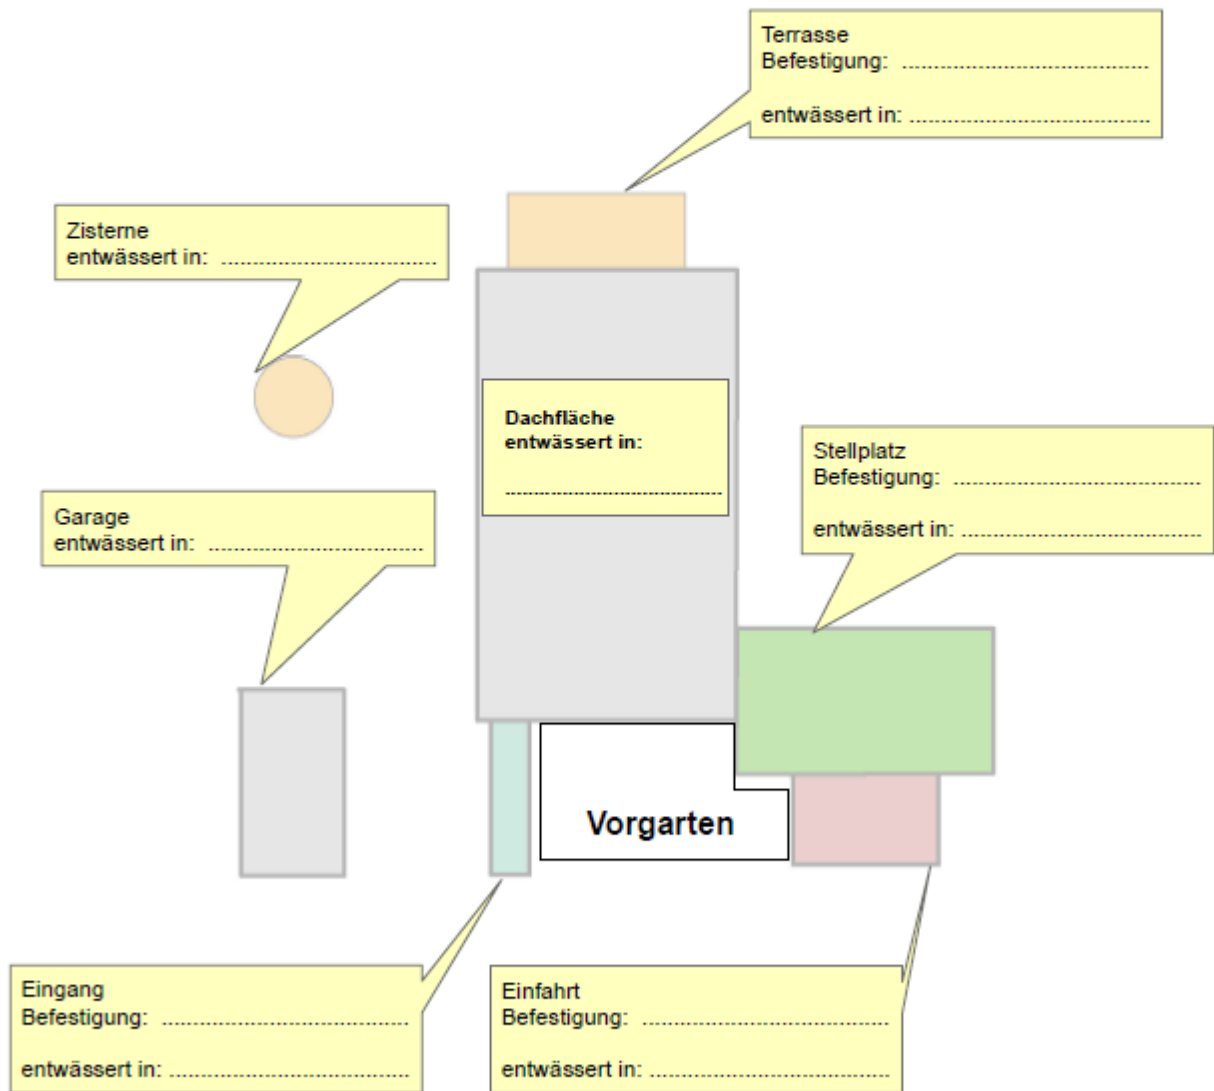 Terrasse
Befestigung: ........................................
entwässert in: ........................................
Zisterne
entwässert in: ...................................
Dachfläche
entwässert in:
........................................
Stellplatz
Befestigung: ........................................
entwässert in: ........................................
Garage
entwässert in: ...................................
Vorgarten
Eingang
Befestigung: ........................................
entwässert in: ........................................
Einfahrt
Befestigung: ........................................
entwässert in: ........................................